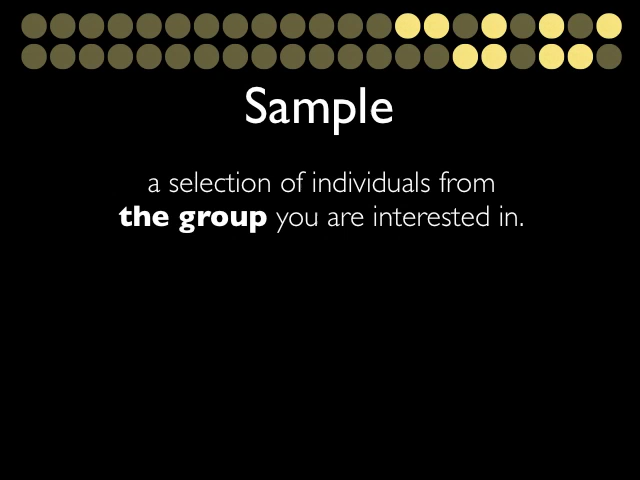 Sample
a selection of individuals from
the group you are interested in.